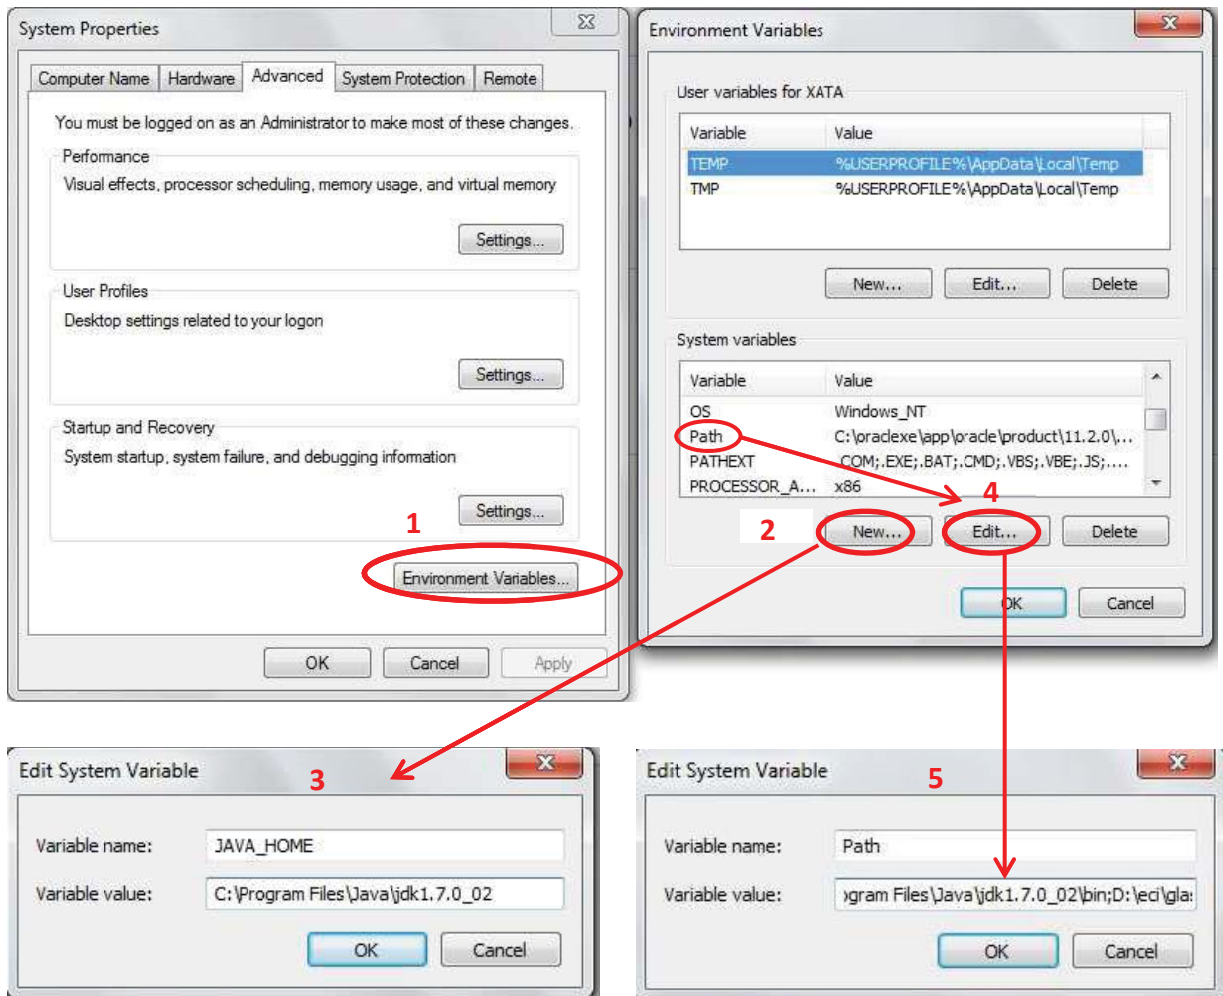 System Properties
Computer Name Hardware Advanced System Protection Remote
You must be logged on as an Administrator to make most of these changes.
Performance
Visual effects, processor scheduling, memory usage, and virtual memory
Settings...
User Profiles
Desktop settings related to your logon
Settings...
Startup and Recovery
System startup, system failure, and debugging information
1
Settings...
Environment Variables...
OK Cancel Apply
Environment Variables
User variables for XATA
Variable Value
TEMP %USERPROFILE%\AppData\Local\Temp
TMP %USERPROFILE%\AppData\Local\Temp
New... Edit... Delete
System variables
Variable Value
OS Windows_NT
Path C:\oraclexe\app\oracle\product\11.2.0\...
PATHEXT .COM;.EXE;.BAT;.CMD;.VBS;.VBE;.JS;....
PROCESSOR_A... x86
4
2 New... Edit... Delete
OK Cancel
Edit System Variable
3
Variable name: JAVA_HOME
Variable value: C:\Program Files\Java\jdk1.7.0_02
OK Cancel
Edit System Variable
5
Variable name: Path
Variable value: ogram Files\Java\jdk1.7.0_02\bin;D:\eci\glas
OK Cancel